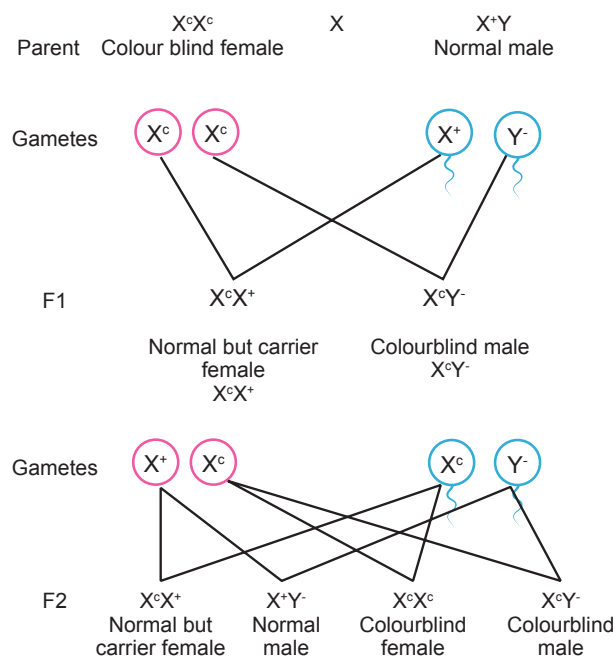 XᶜXᶜ X X⁺Y
Parent Colour blind female Normal male
Gametes Xᶜ Xᶜ X⁺ Y⁻
F1 XᶜX⁺ XᶜY⁻
Normal but carrier Colourblind male
female XᶜY⁻
XᶜX⁺
Gametes X⁺ Xᶜ Xᶜ Y⁻
F2 XᶜX⁺ X⁺Y⁻ XᶜXᶜ XᶜY⁻
Normal but Normal Colourblind Colourblind
carrier female male female male